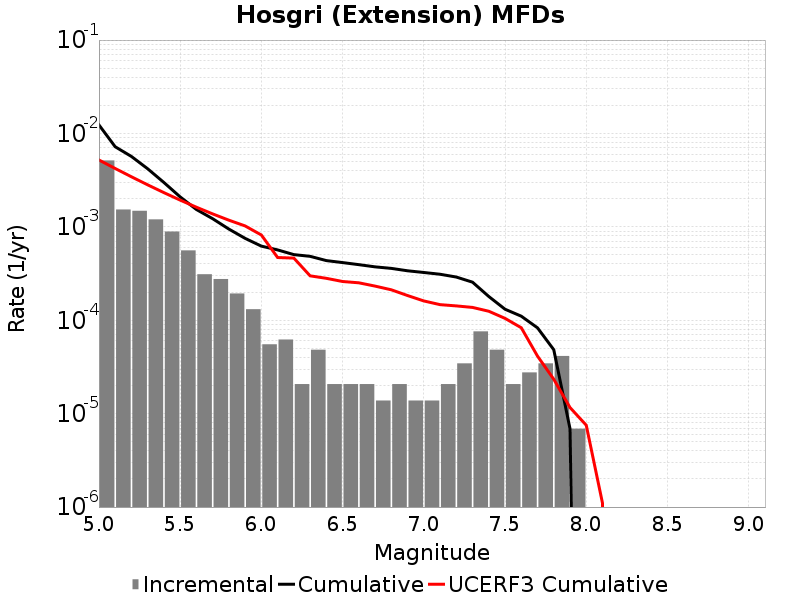 Hosgri (Extension) MFDs
10-1
10-2
10-3
10-4
10-5
10-6
Rate (1/yr)
5.0 5.5 6.0 6.5 7.0 7.5 8.0 8.5 9.0
Magnitude
Incremental Cumulative UCERF3 Cumulative